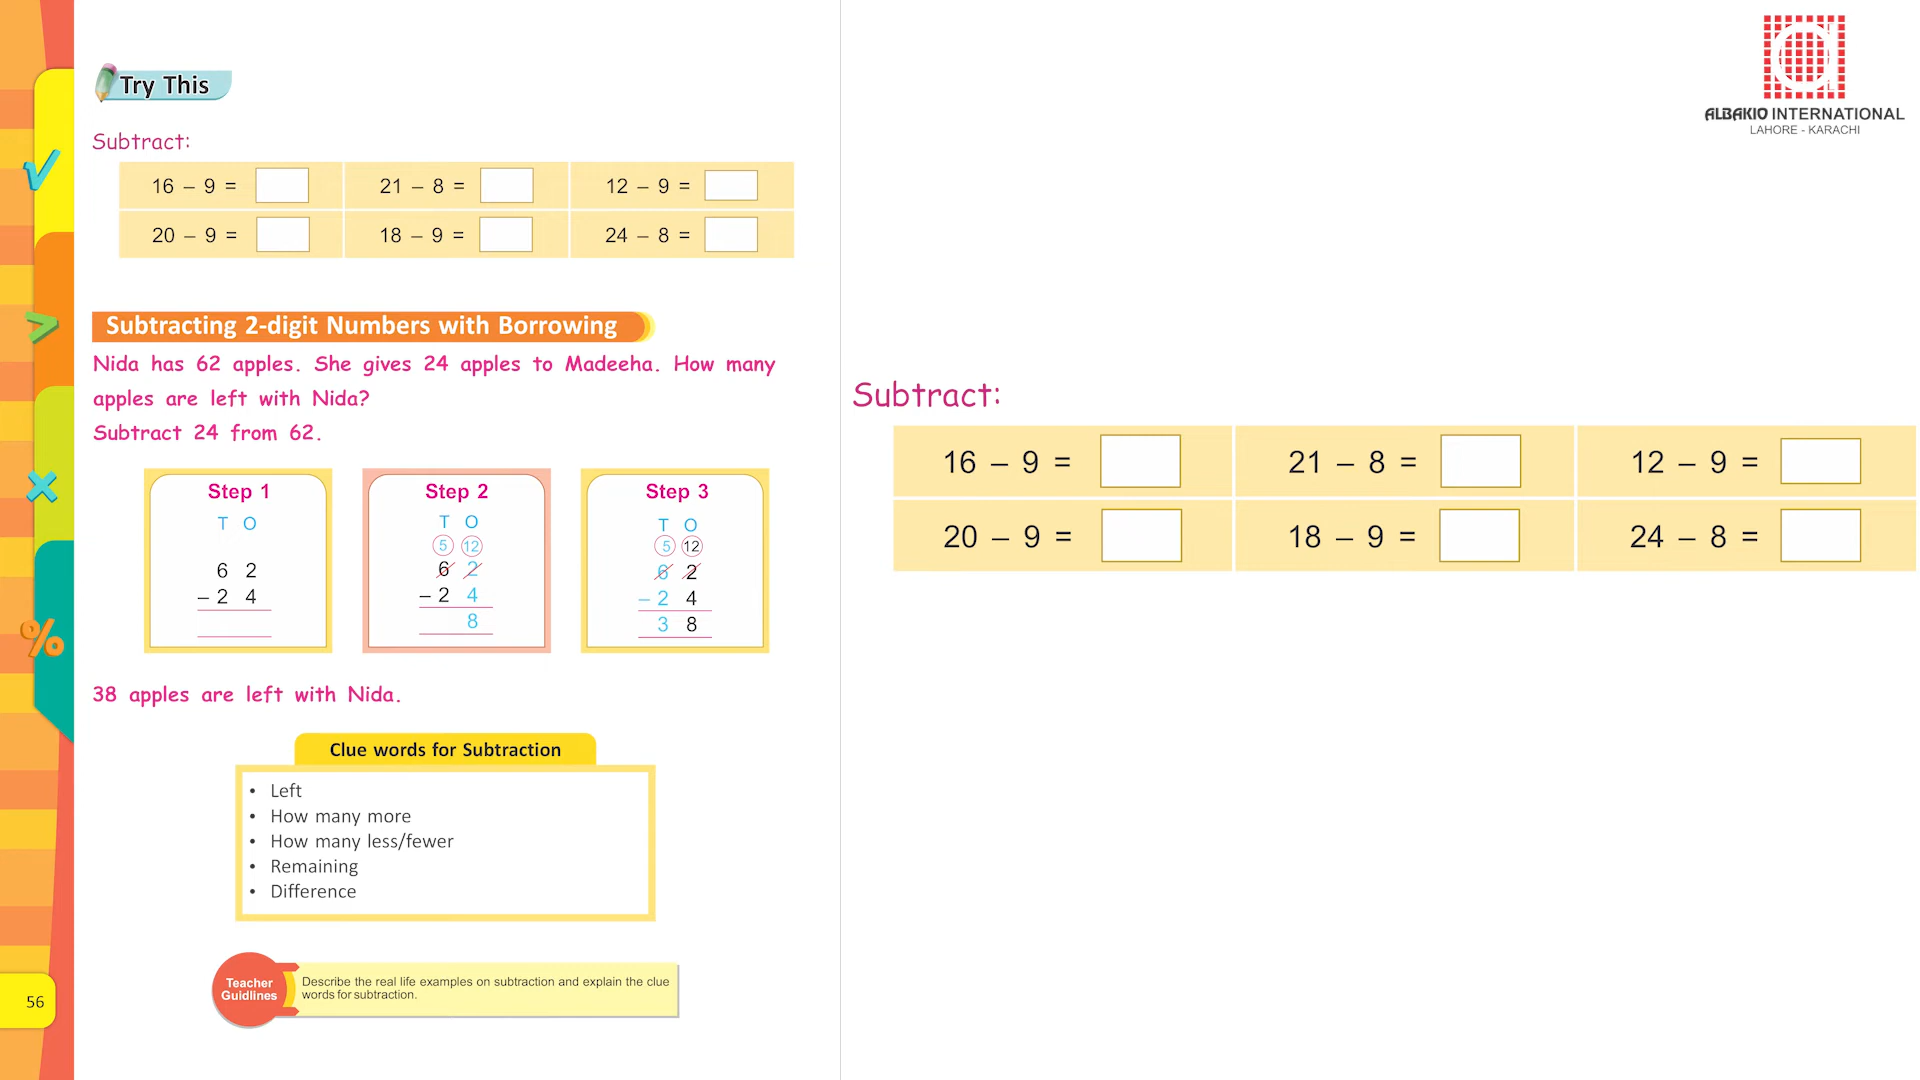 Try This
Subtract:
16 – 9 =
21 – 8 =
12 – 9 =
20 – 9 =
18 – 9 =
24 – 8 =
Subtracting 2-digit Numbers with Borrowing
Nida has 62 apples. She gives 24 apples to Madeeha. How many
apples are left with Nida?
Subtract 24 from 62.
Step 1
T O
6 2
– 2 4
Step 2
T O
5 12
6 2
– 2 4
8
Step 3
T O
5 12
6 2
– 2 4
3 8
38 apples are left with Nida.
Clue words for Subtraction
• Left
• How many more
• How many less/fewer
• Remaining
• Difference
Teacher
Guidlines
Describe the real life examples on subtraction and explain the clue
words for subtraction.
56
ALBAKIO INTERNATIONAL
LAHORE - KARACHI
Subtract:
16 – 9 =
21 – 8 =
12 – 9 =
20 – 9 =
18 – 9 =
24 – 8 =